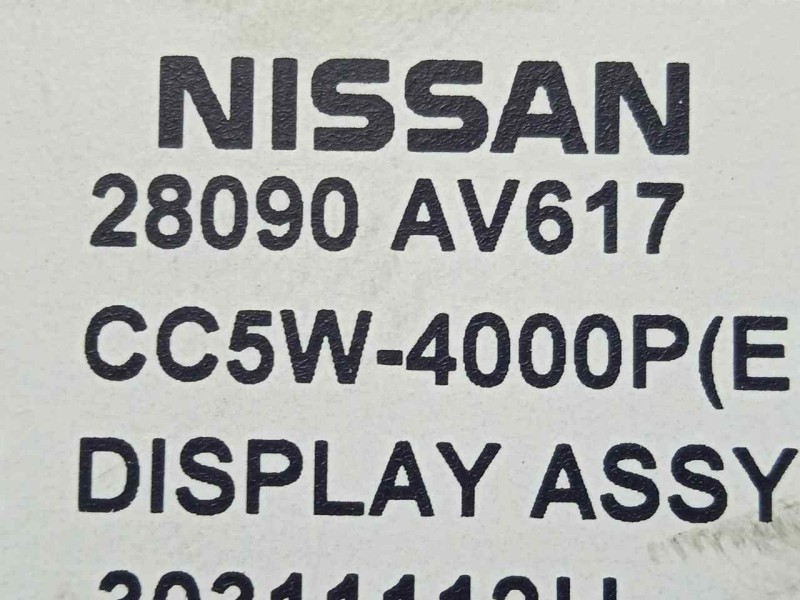 NISSAN
28090 AV617
CC5W-4000P(E
DISPLAY ASSY